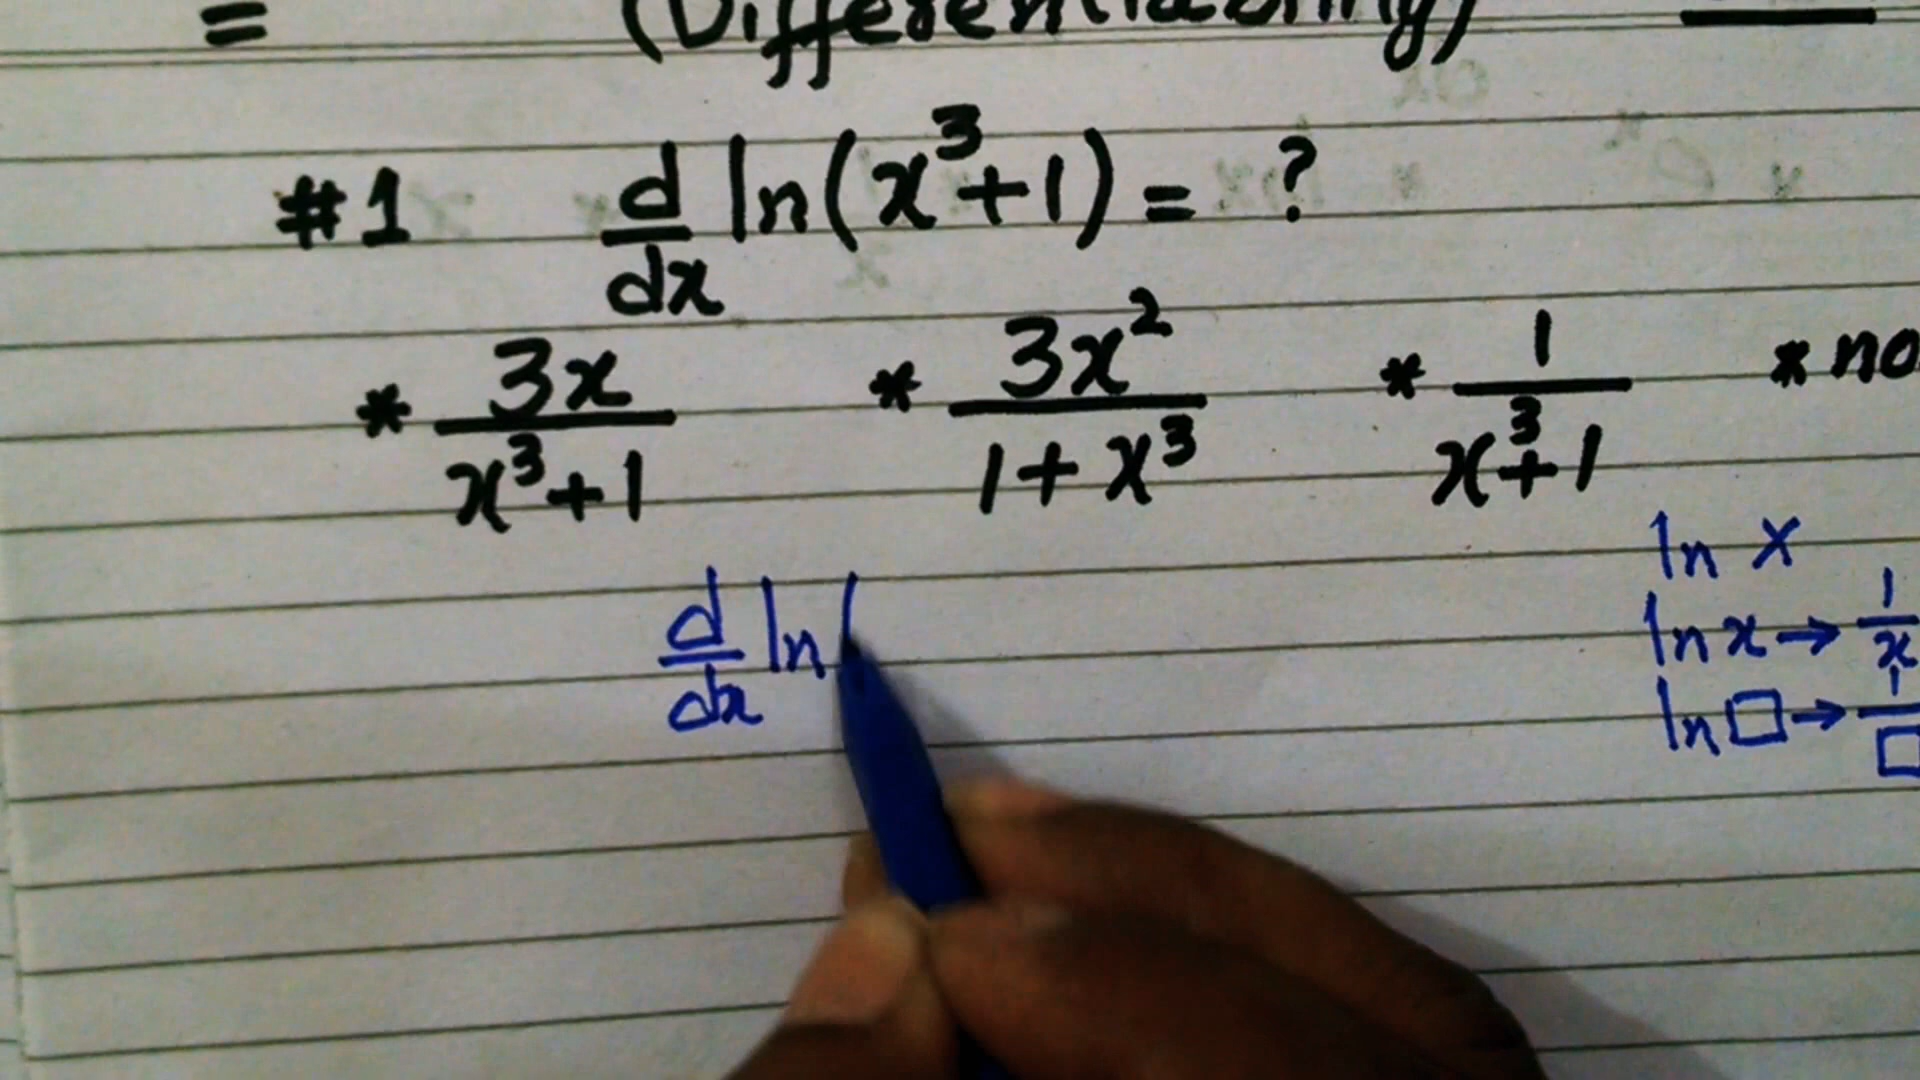 = (Differentiability)
#1 d/dx ln(x³+1) = ?
* 3x/x³+1 * 3x²/1+x³ * 1/x³+1 * no
ln x
d/dx ln( ln x → 1/x
ln □ → 1/□